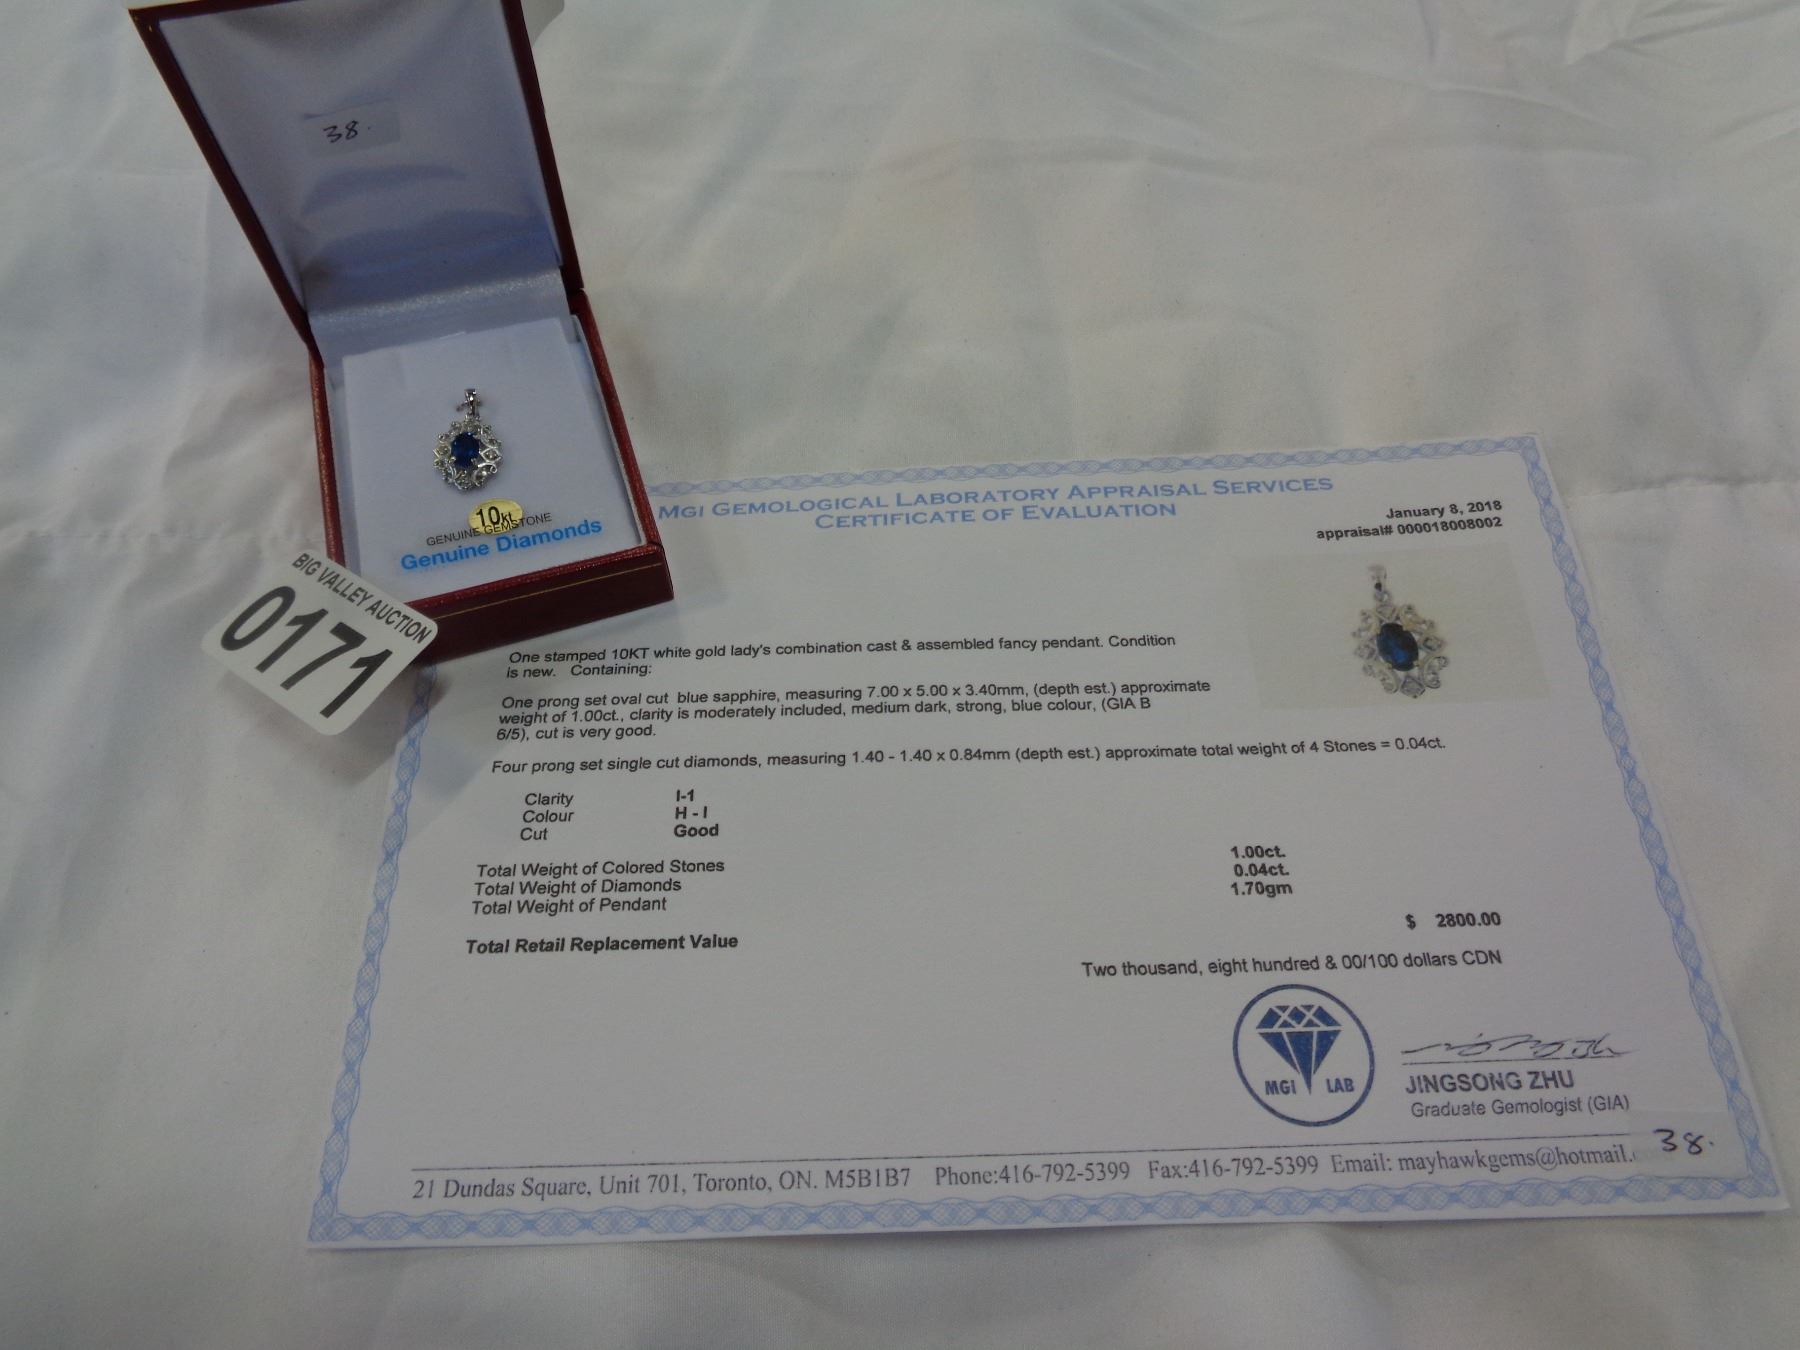 38.
10kt
GENUINE GEMSTONE
Genuine Diamonds
BIG VALLEY AUCTION
0171
MGI GEMOLOGICAL LABORATORY APPRAISAL SERVICES
CERTIFICATE OF EVALUATION
January 8, 2018
appraisal# 000018008002
One stamped 10KT white gold lady's combination cast & assembled fancy pendant. Condition
is new. Containing:
One prong set oval cut blue sapphire, measuring 7.00 x 5.00 x 3.40mm, (depth est.) approximate
weight of 1.00ct., clarity is moderately included, medium dark, strong, blue colour, (GIA B
6/5), cut is very good.
Four prong set single cut diamonds, measuring 1.40 - 1.40 x 0.84mm (depth est.) approximate total weight of 4 Stones = 0.04ct.
Clarity I-1
Colour H - I
Cut Good
Total Weight of Colored Stones 1.00ct.
Total Weight of Diamonds 0.04ct.
Total Weight of Pendant 1.70gm
Total Retail Replacement Value $ 2800.00
Two thousand, eight hundred & 00/100 dollars CDN
MGI LAB
JINGSONG ZHU
Graduate Gemologist (GIA)
38.
21 Dundas Square, Unit 701, Toronto, ON. M5B1B7 Phone:416-792-5399 Fax:416-792-5399 Email: mayhawkgems@hotmail.